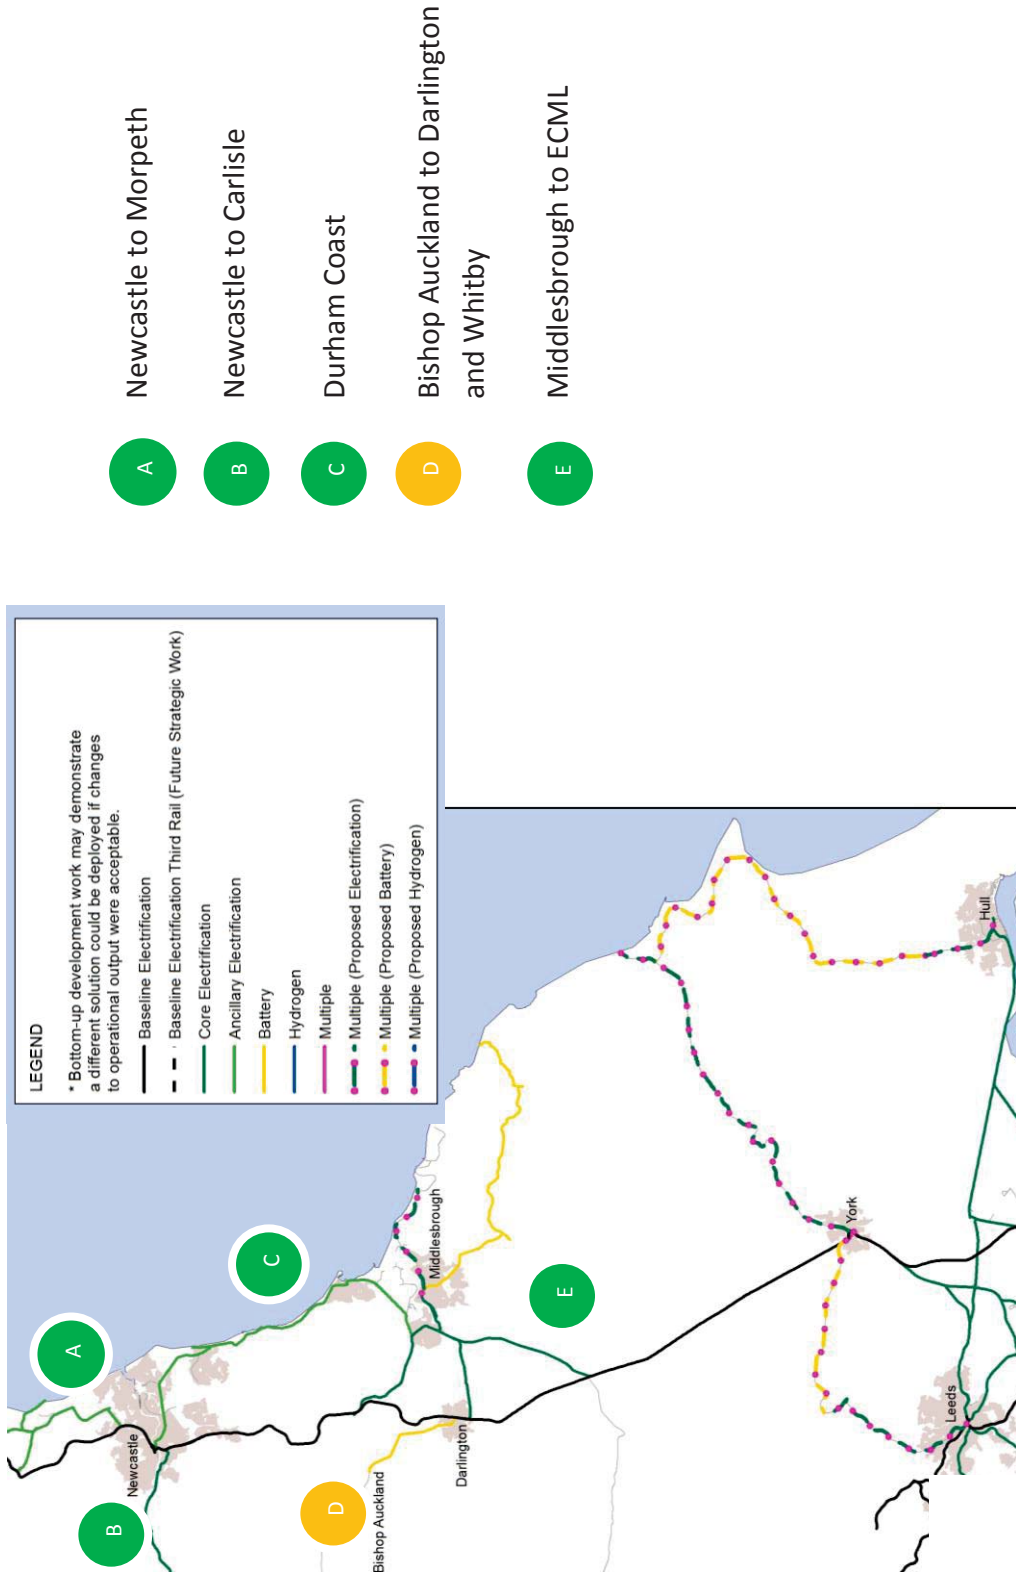 LEGEND
* Bottom-up development work may demonstrate
a different solution could be deployed if changes
to operational output were acceptable.
Baseline Electrification
Baseline Electrification Third Rail (Future Strategic Work)
Core Electrification
Ancillary Electrification
Battery
Hydrogen
Multiple
Multiple (Proposed Electrification)
Multiple (Proposed Battery)
Multiple (Proposed Hydrogen)
A
B
C
D
E
Newcastle
Bishop Auckland
Darlington
Middlesbrough
York
Leeds
Hull
A Newcastle to Morpeth
B Newcastle to Carlisle
C Durham Coast
D Bishop Auckland to Darlington
and Whitby
E Middlesbrough to ECML